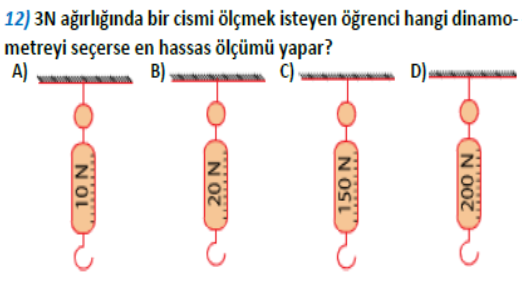 12) 3N ağırlığında bir cismi ölçmek isteyen öğrenci hangi dinamo-
metreyi seçerse en hassas ölçümü yapar?
A) B) C) D)
10 N 20 N 150 N 200 N